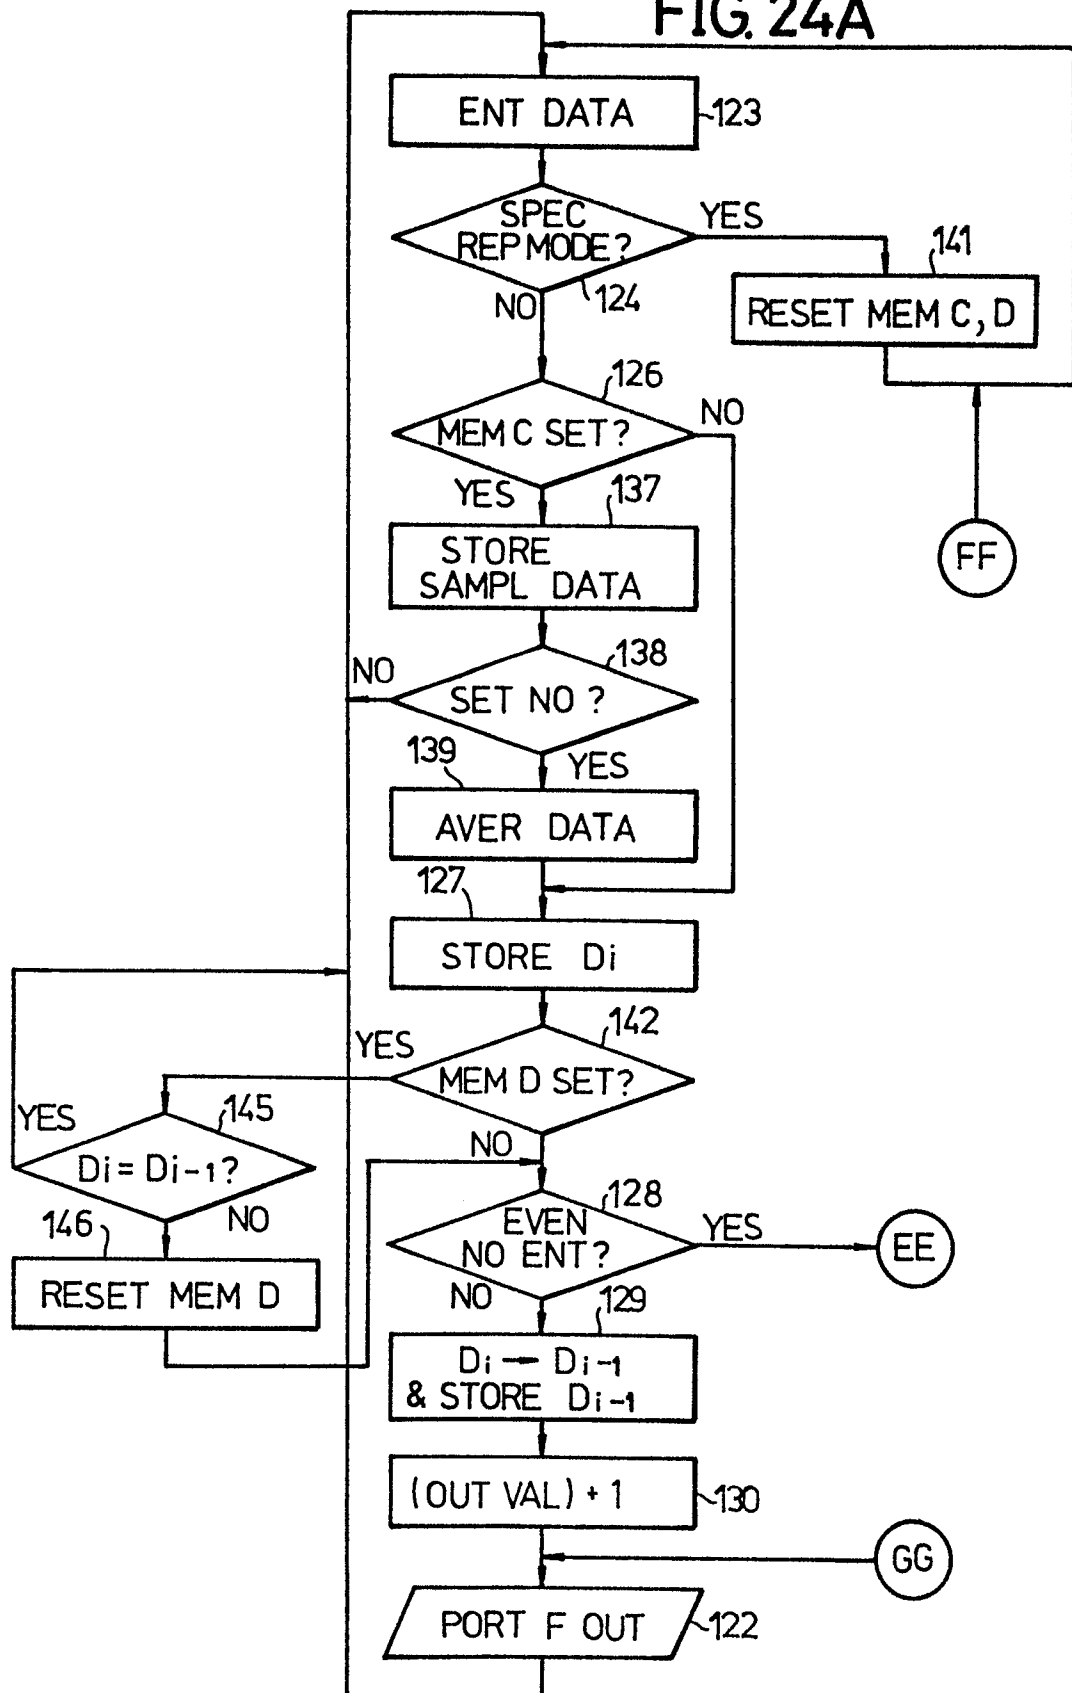 FIG. 24A
ENT DATA
123
SPEC
REP MODE?
YES
124
NO
141
RESET MEM C, D
126
MEM C SET?
NO
YES
137
STORE
SAMPL DATA
FF
138
NO
SET NO ?
139
YES
AVER DATA
127
STORE Di
142
YES
MEM D SET?
YES
145
NO
Di = Di-1?
128
146
NO
EVEN
NO ENT?
YES
EE
RESET MEM D
NO
129
Di → Di-1
& STORE Di-1
(OUT VAL) + 1
130
GG
PORT F OUT
122